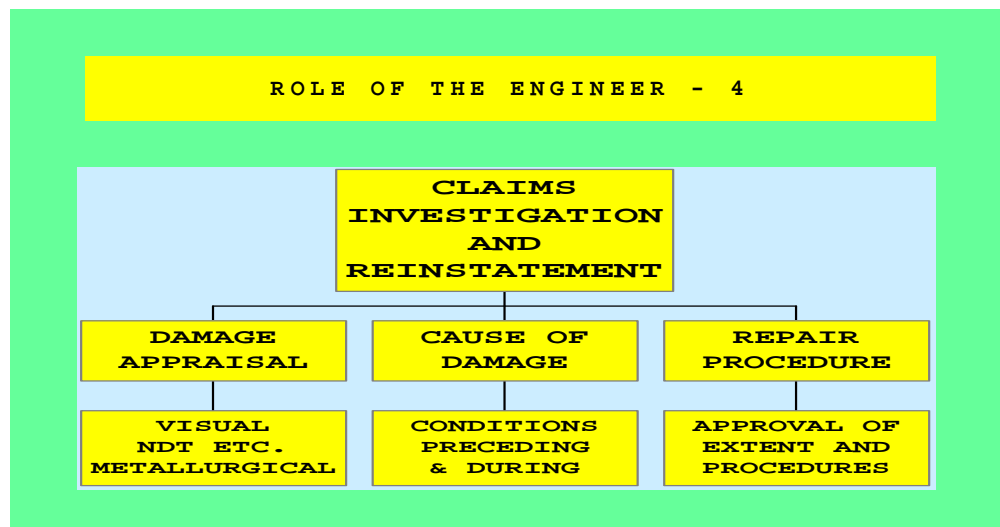 ROLE OF THE ENGINEER - 4
CLAIMS
INVESTIGATION
AND
REINSTATEMENT
DAMAGE
APPRAISAL
CAUSE OF
DAMAGE
REPAIR
PROCEDURE
VISUAL
NDT ETC.
METALLURGICAL
CONDITIONS
PRECEDING
& DURING
APPROVAL OF
EXTENT AND
PROCEDURES